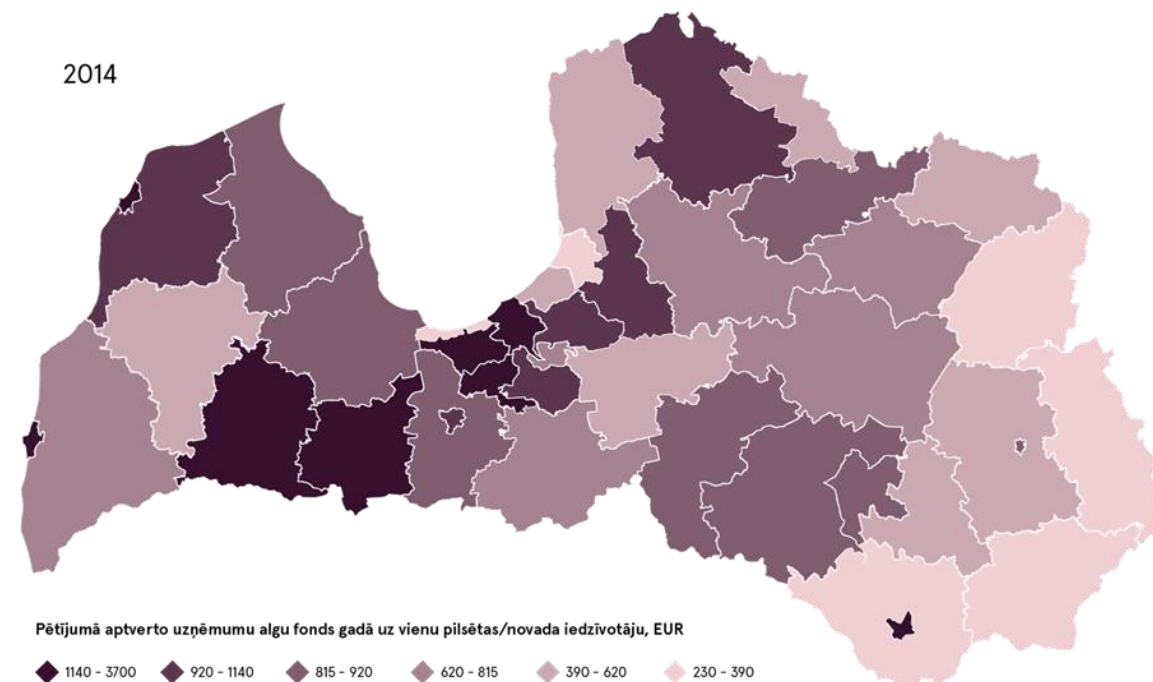 2014
Pētījumā aptverto uzņēmumu algu fonds gadā uz vienu pilsētas/novada iedzīvotāju, EUR
1140 - 3700 920 - 1140 815 - 920 620 - 815 390 - 620 230 - 390